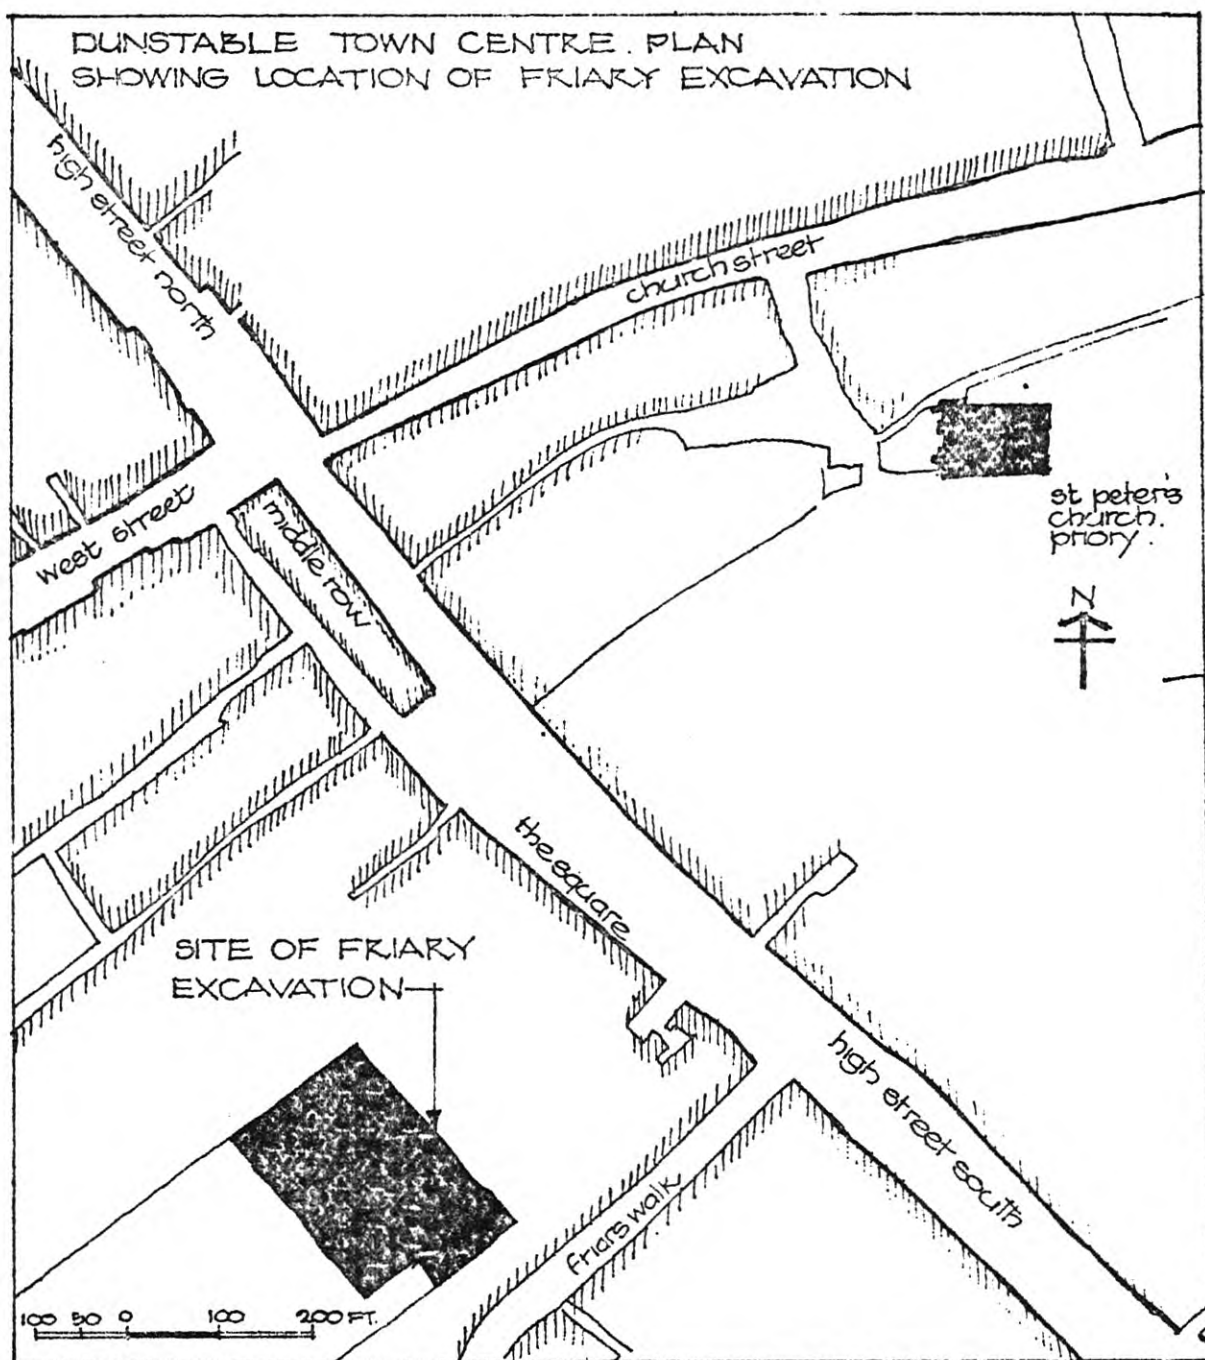 DUNSTABLE TOWN CENTRE. PLAN
SHOWING LOCATION OF FRIARY EXCAVATION
high street north
church street
west street
middle row
st peter's
church.
priory.
N
the square
SITE OF FRIARY
EXCAVATION
high street south
friars walk
100 50 0 100 200 FT.